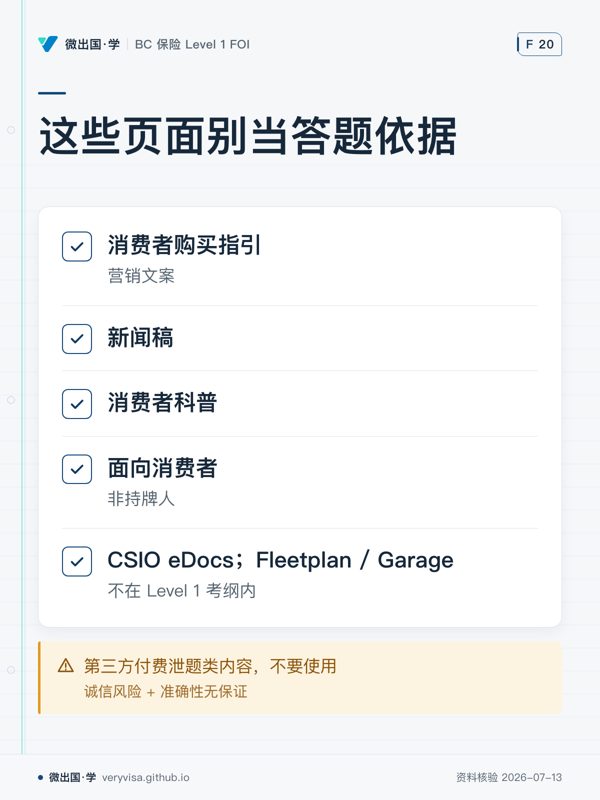 微出国·学 | BC 保险 Level 1 FOI
F 20
这些页面别当答题依据
消费者购买指引
营销文案
新闻稿
消费者科普
面向消费者
非持牌人
CSIO eDocs；Fleetplan / Garage
不在 Level 1 考纲内
第三方付费泄题类内容，不要使用
诚信风险 + 准确性无保证
微出国·学 veryvisa.github.io
资料核验 2026-07-13